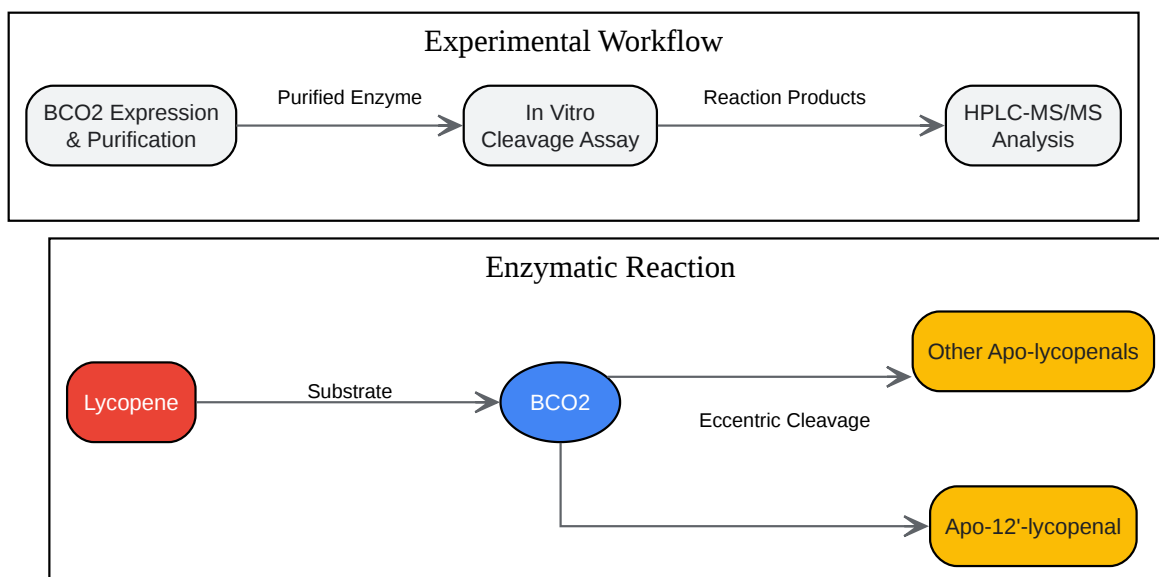 Experimental Workflow
BCO2 Expression
& Purification
Purified Enzyme
In Vitro
Cleavage Assay
Reaction Products
HPLC-MS/MS
Analysis
Enzymatic Reaction
Lycopene
Substrate
BCO2
Eccentric Cleavage
Other Apo-lycopenals
Apo-12'-lycopenal